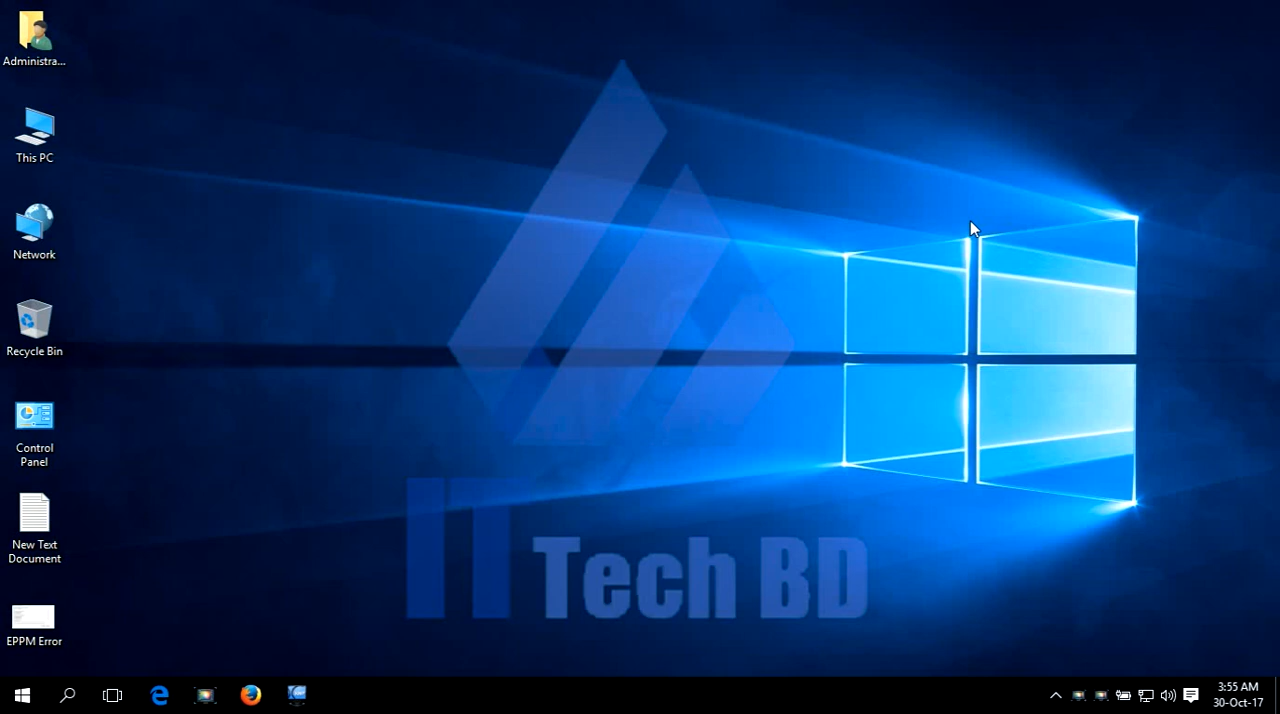 Administra...
This PC
Network
Recycle Bin
Control
Panel
New Text
Document
EPPM Error
IT Tech BD
3:55 AM
30-Oct-17